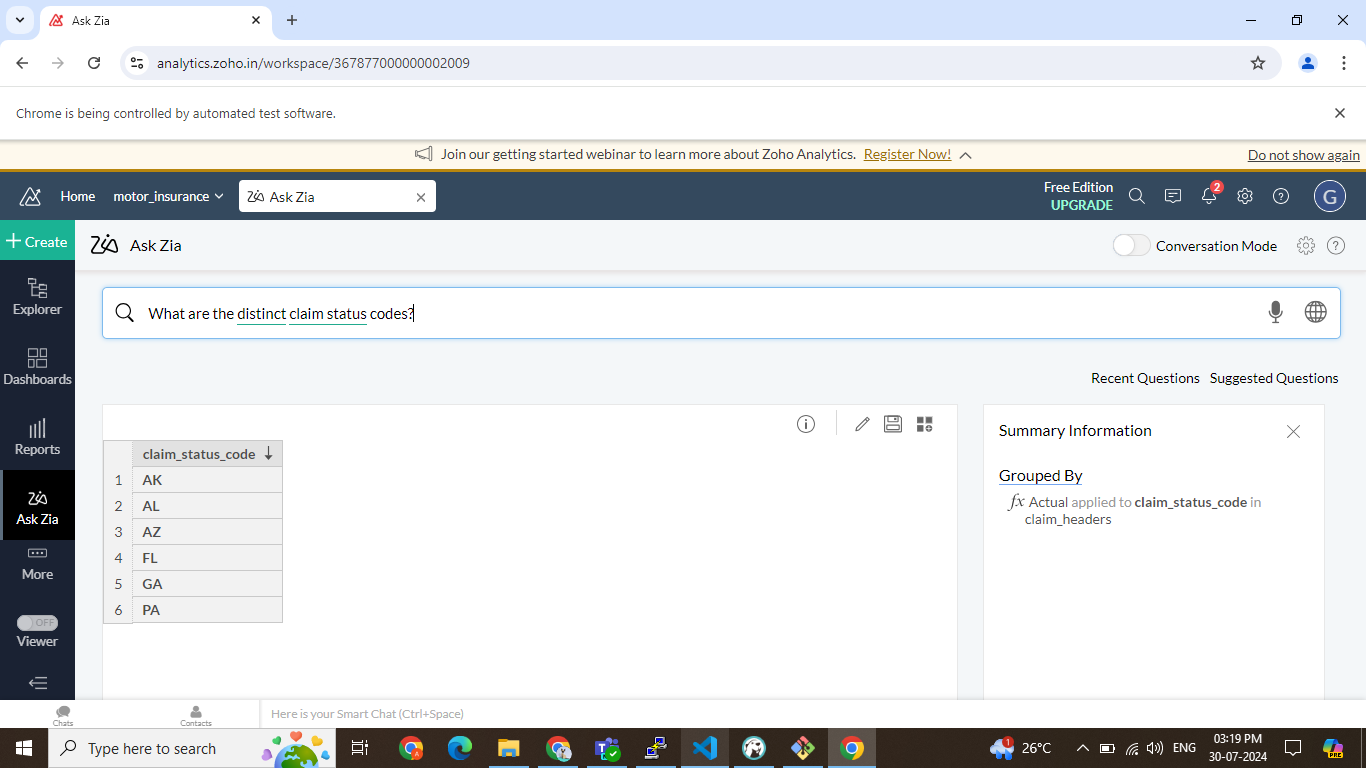 Ask Zia
analytics.zoho.in/workspace/367877000000002009
Chrome is being controlled by automated test software.
Join our getting started webinar to learn more about Zoho Analytics. Register Now!
Do not show again
Home
motor_insurance
Ask Zia
Free Edition
UPGRADE
2
G
+ Create
Ask Zia
Conversation Mode
Explorer
Dashboards
Reports
Ask Zia
More
OFF
Viewer
What are the distinct claim status codes?
Recent Questions
Suggested Questions
claim_status_code
1 AK
2 AL
3 AZ
4 FL
5 GA
6 PA
Summary Information
Grouped By
fx Actual applied to claim_status_code in
claim_headers
Chats
Contacts
Here is your Smart Chat (Ctrl+Space)
Type here to search
26°C
ENG
03:19 PM
30-07-2024